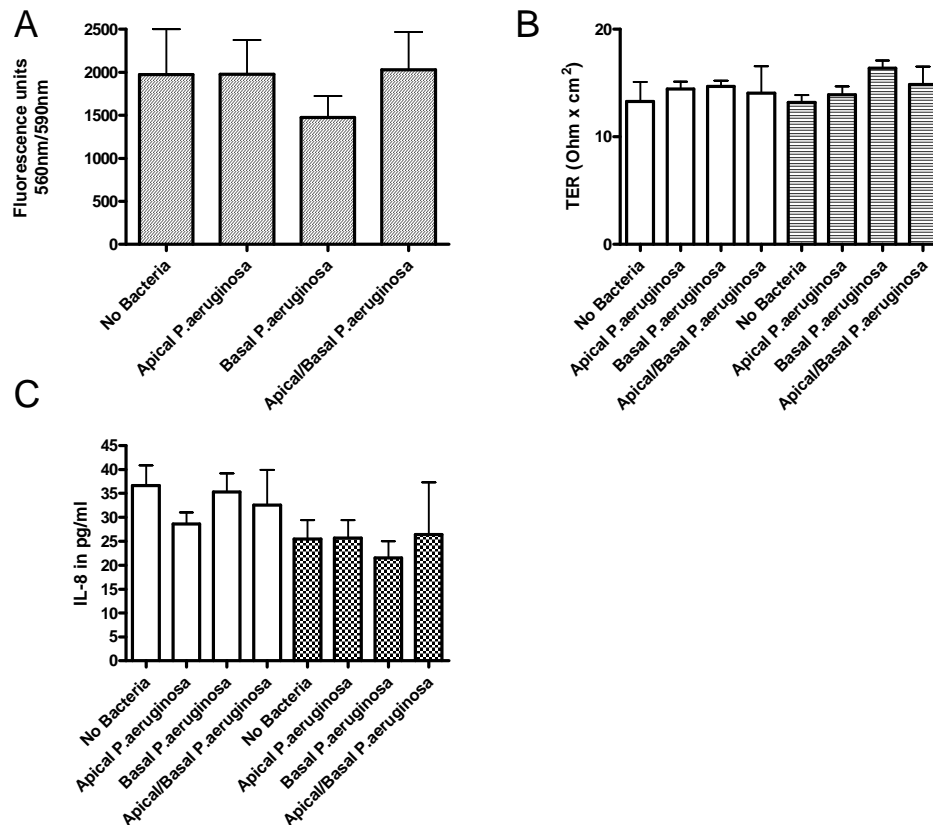 A
Fluorescence units
560nm/590nm
2500
2000
1500
1000
500
0
No Bacteria
Apical P.aeruginosa
Basal P.aeruginosa
Apical/Basal P.aeruginosa
B
TER (Ohm x cm²)
20
10
0
No Bacteria
Apical P.aeruginosa
Basal P.aeruginosa
Apical/Basal P.aeruginosa
No Bacteria
Apical P.aeruginosa
Basal P.aeruginosa
Apical/Basal P.aeruginosa
C
IL-8 in pg/ml
45
40
35
30
25
20
15
10
5
0
No Bacteria
Apical P.aeruginosa
Basal P.aeruginosa
Apical/Basal P.aeruginosa
No Bacteria
Apical P.aeruginosa
Basal P.aeruginosa
Apical/Basal P.aeruginosa